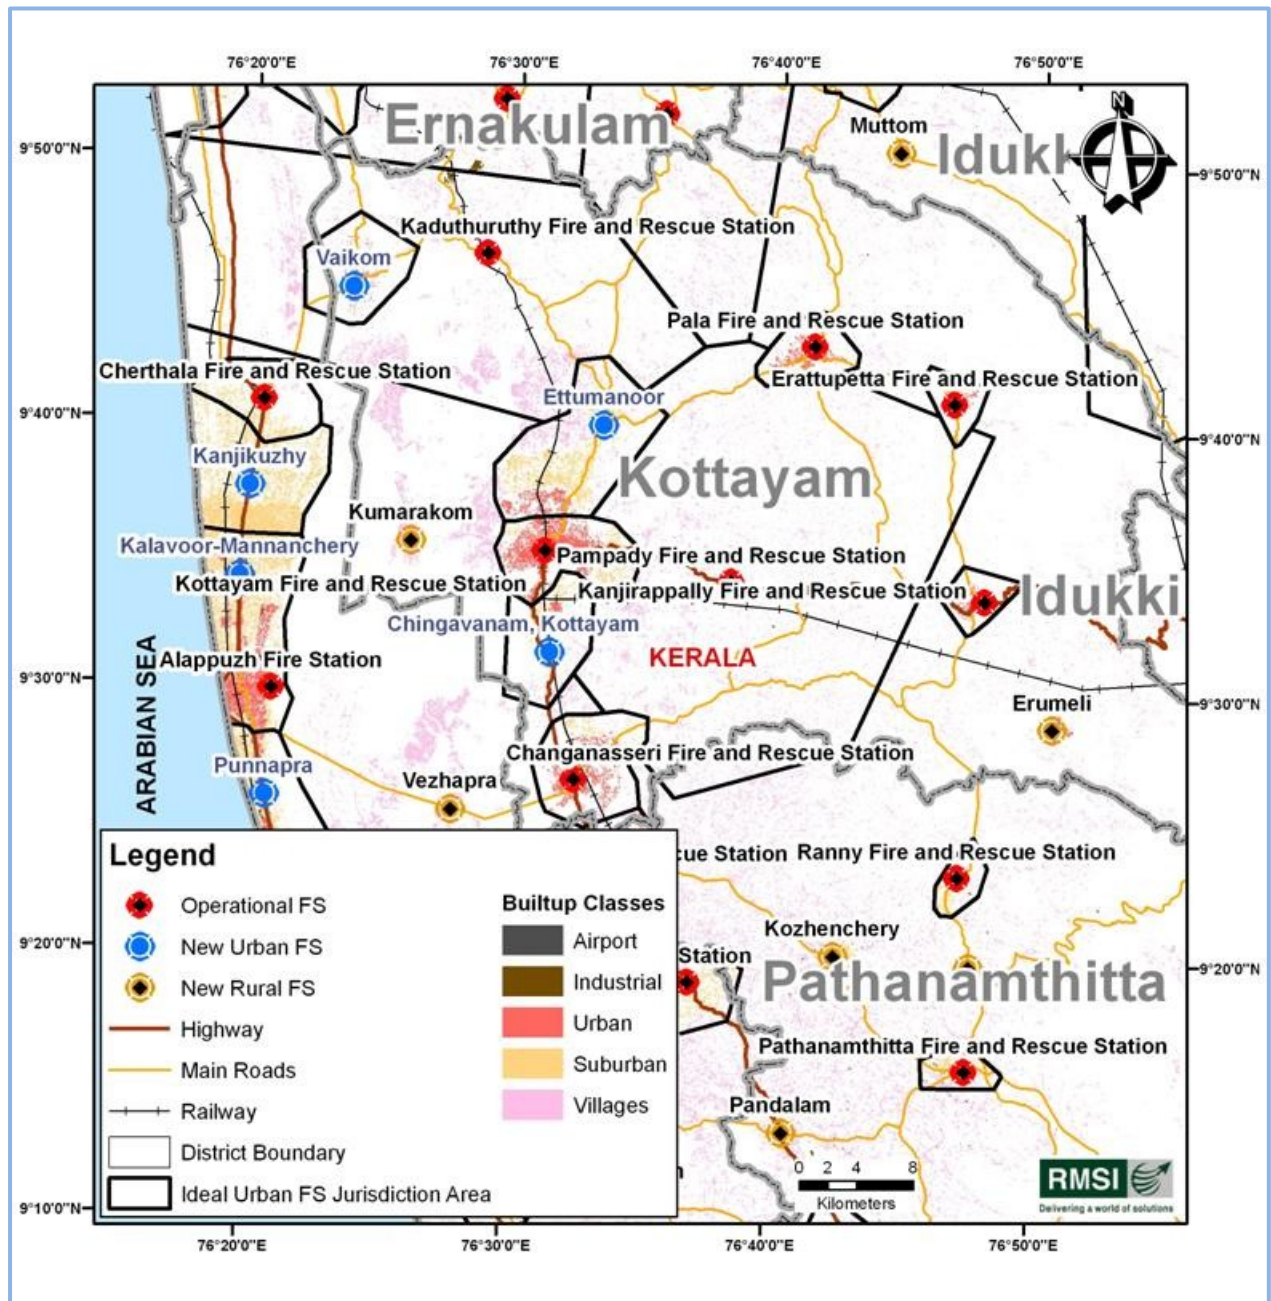 76°20'0"E
76°30'0"E
76°40'0"E
76°50'0"E
N
Ernakulam
Muttom
9°50'0"N
Idukk
9°50'0"N
Kaduthuruthy Fire and Rescue Station
Vaikom
Pala Fire and Rescue Station
Cherthala Fire and Rescue Station
Erattupetta Fire and Rescue Station
Ettumanoor
9°40'0"N
9°40'0"N
Kanjikuzhy
Kottayam
Kumarakom
Kalavoor-Mannanchery
Pampady Fire and Rescue Station
Kottayam Fire and Rescue Station
Kanjirappally Fire and Rescue Station
Idukki
Chingavanam, Kottayam
KERALA
Alappuzh Fire Station
9°30'0"N
ARABIAN SEA
Erumeli
9°30'0"N
Changanasseri Fire and Rescue Station
Punnapra
Vezhapra
Legend
cue Station
Ranny Fire and Rescue Station
Operational FS
New Urban FS
New Rural FS
Highway
Main Roads
Railway
District Boundary
Ideal Urban FS Jurisdiction Area
Builtup Classes
Airport
Industrial
Urban
Suburban
Villages
Kozhenchery
9°20'0"N
Station
9°20'0"N
Pathanamthitta
Pathanamthitta Fire and Rescue Station
Pandalam
0 2 4 8
Kilometers
RMSI
Delivering a world of solutions
9°10'0"N
9°10'0"N
76°20'0"E
76°30'0"E
76°40'0"E
76°50'0"E